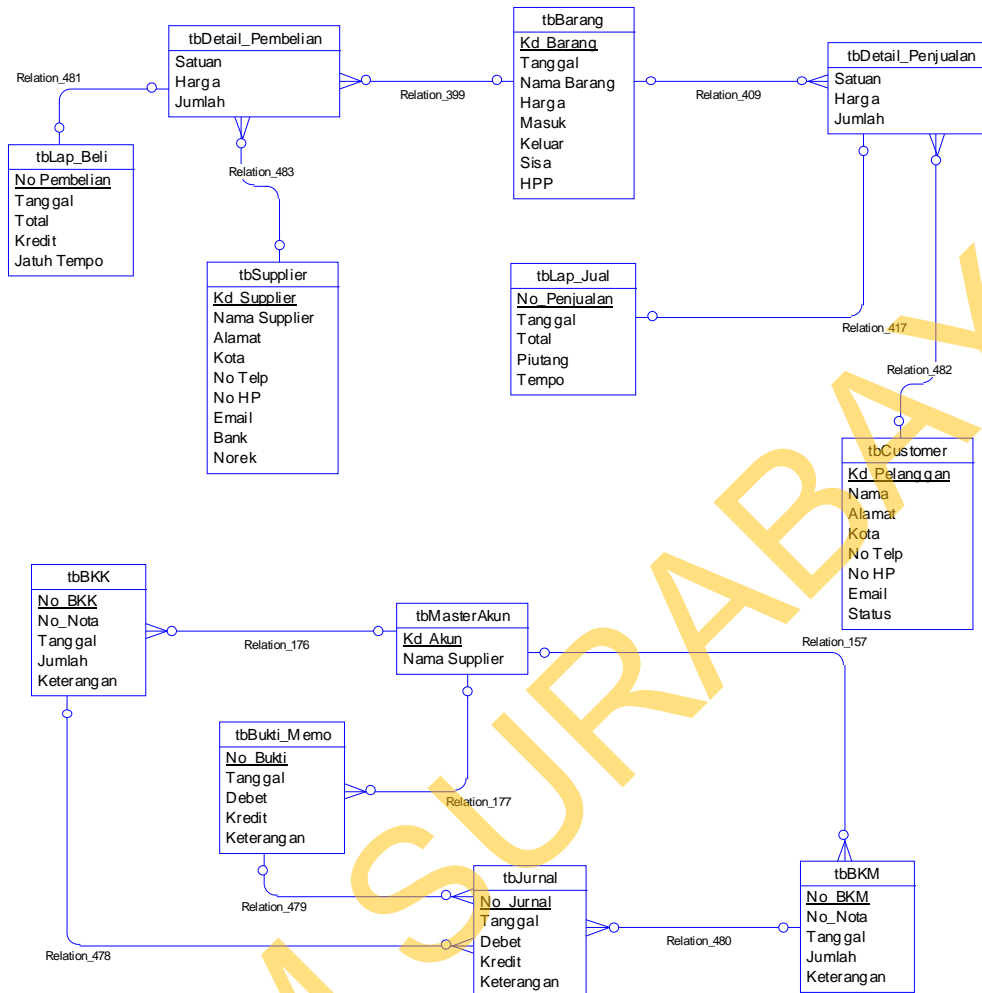 tbDetail_Pembelian
Satuan
Harga
Jumlah
tbBarang
Kd_Barang
Tanggal
Nama Barang
Harga
Masuk
Keluar
Sisa
HPP
tbDetail_Penjualan
Satuan
Harga
Jumlah
Relation_481
Relation_399
Relation_409
tbLap_Beli
No Pembelian
Tanggal
Total
Kredit
Jatuh Tempo
Relation_483
tbSupplier
Kd_Supplier
Nama Supplier
Alamat
Kota
No Telp
No HP
Email
Bank
Norek
tbLap_Jual
No_Penjualan
Tanggal
Total
Piutang
Tempo
Relation_417
Relation_482
tbCustomer
Kd_Pelanggan
Nama
Alamat
Kota
No Telp
No HP
Email
Status
tbBKK
No_BKK
No_Nota
Tanggal
Jumlah
Keterangan
Relation_176
tbMasterAkun
Kd_Akun
Nama Supplier
Relation_157
tbBukti_Memo
No_Bukti
Tanggal
Debet
Kredit
Keterangan
Relation_177
tbJurnal
No_Jurnal
Tanggal
Debet
Kredit
Keterangan
Relation_479
Relation_478
Relation_480
tbBKM
No_BKM
No_Nota
Tanggal
Jumlah
Keterangan
M SURABAY